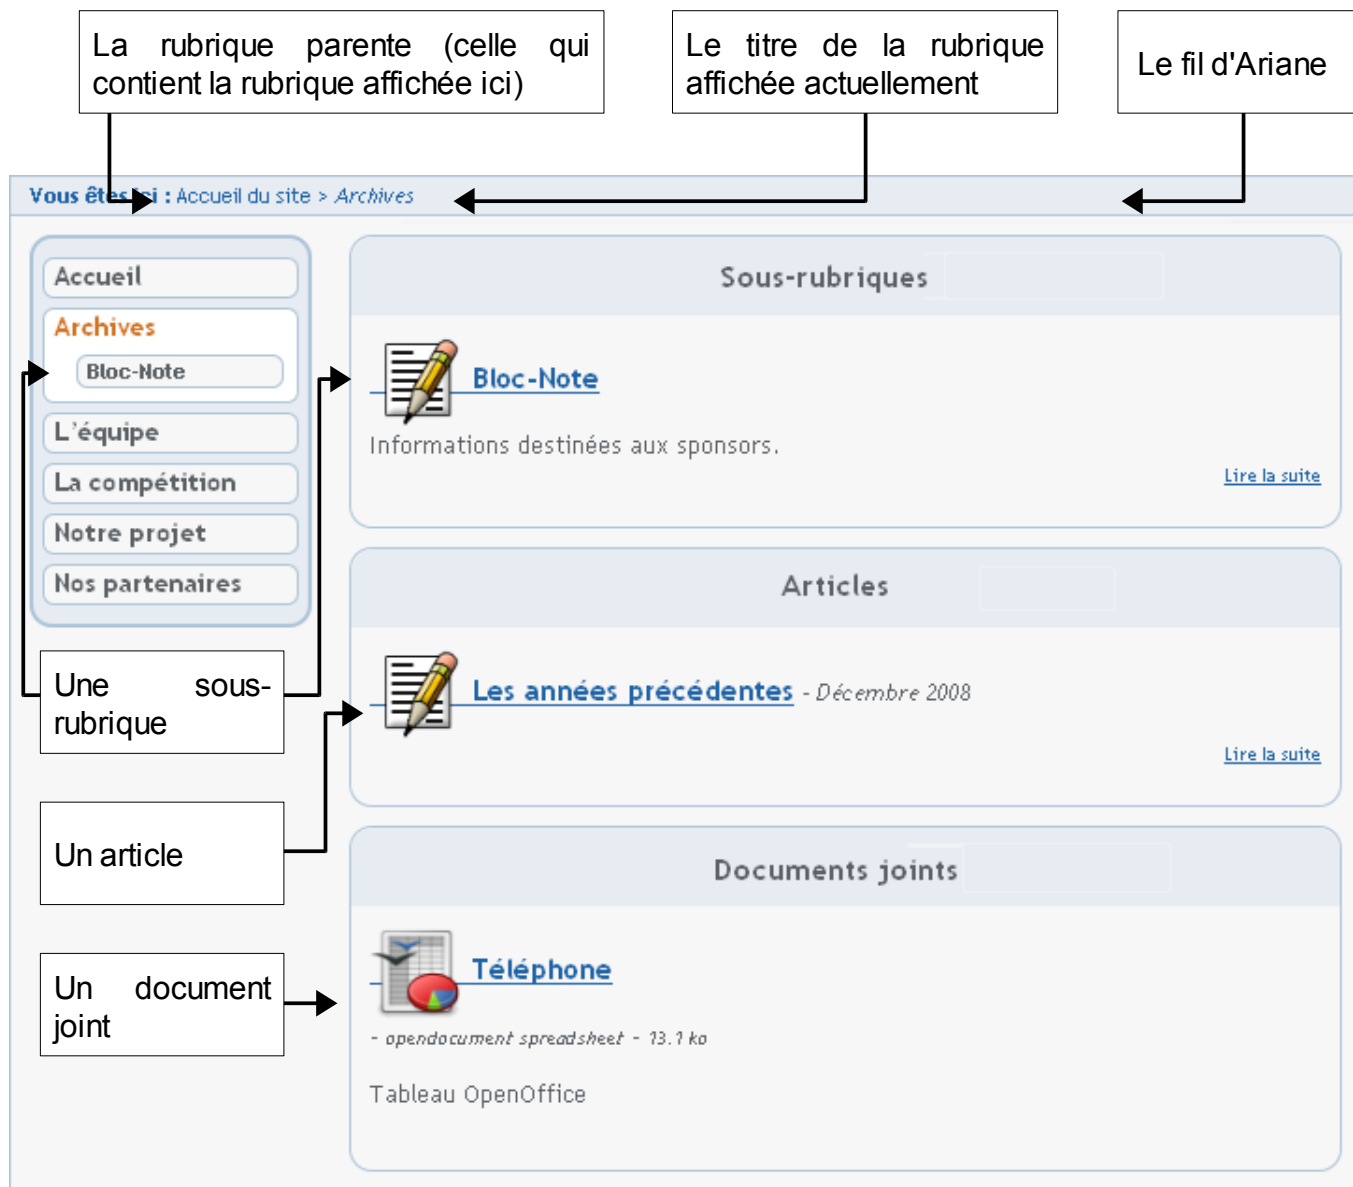 La rubrique parente (celle qui
contient la rubrique affichée ici)
Le titre de la rubrique
affichée actuellement
Le fil d'Ariane
Vous êtes ici : Accueil du site > Archives
Accueil
Archives
Bloc-Note
L'équipe
La compétition
Notre projet
Nos partenaires
Sous-rubriques
Bloc-Note
Informations destinées aux sponsors.
Lire la suite
Articles
Les années précédentes - Décembre 2008
Lire la suite
Une sous-
rubrique
Un article
Un document
joint
Documents joints
Téléphone
- opendocument spreadsheet - 13.1 ko
Tableau OpenOffice